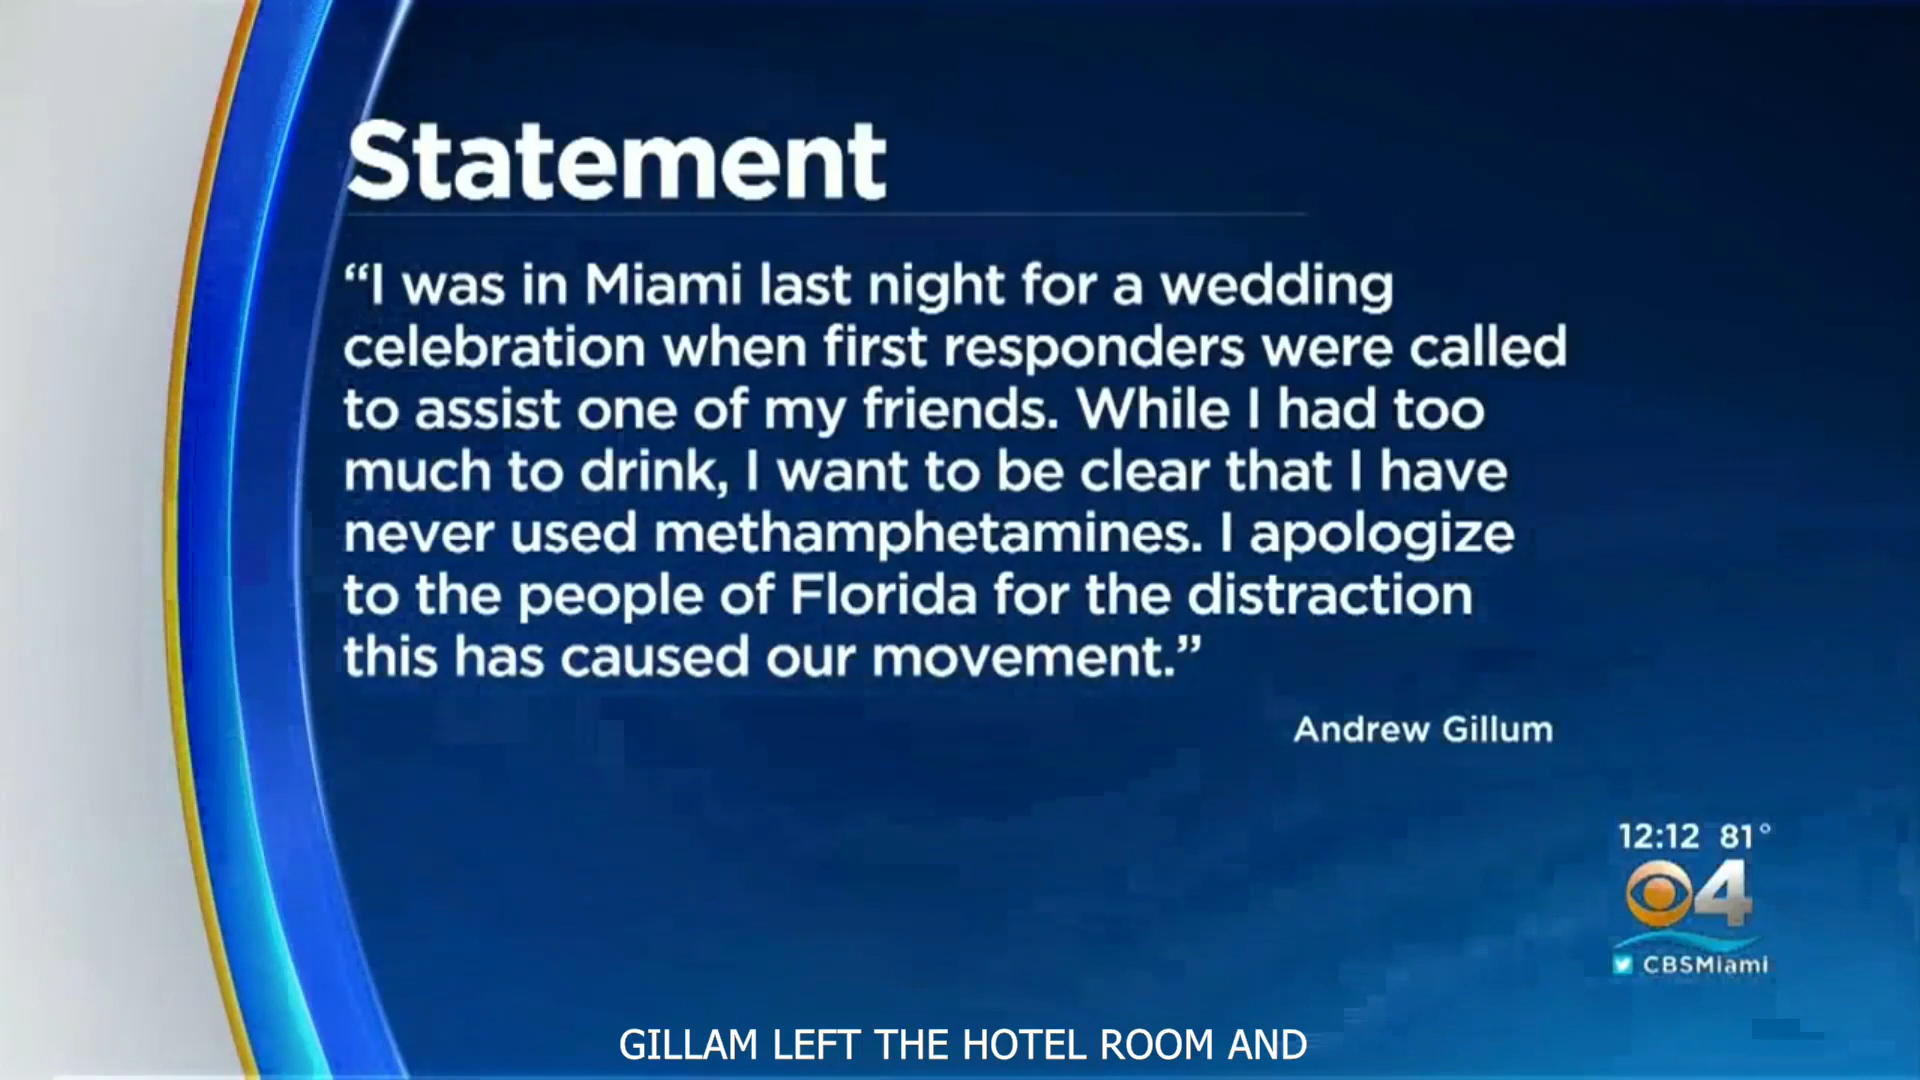 Statement
“I was in Miami last night for a wedding
celebration when first responders were called
to assist one of my friends. While I had too
much to drink, I want to be clear that I have
never used methamphetamines. I apologize
to the people of Florida for the distraction
this has caused our movement.”
Andrew Gillum
12:12 81°
4
CBSMiami
GILLAM LEFT THE HOTEL ROOM AND